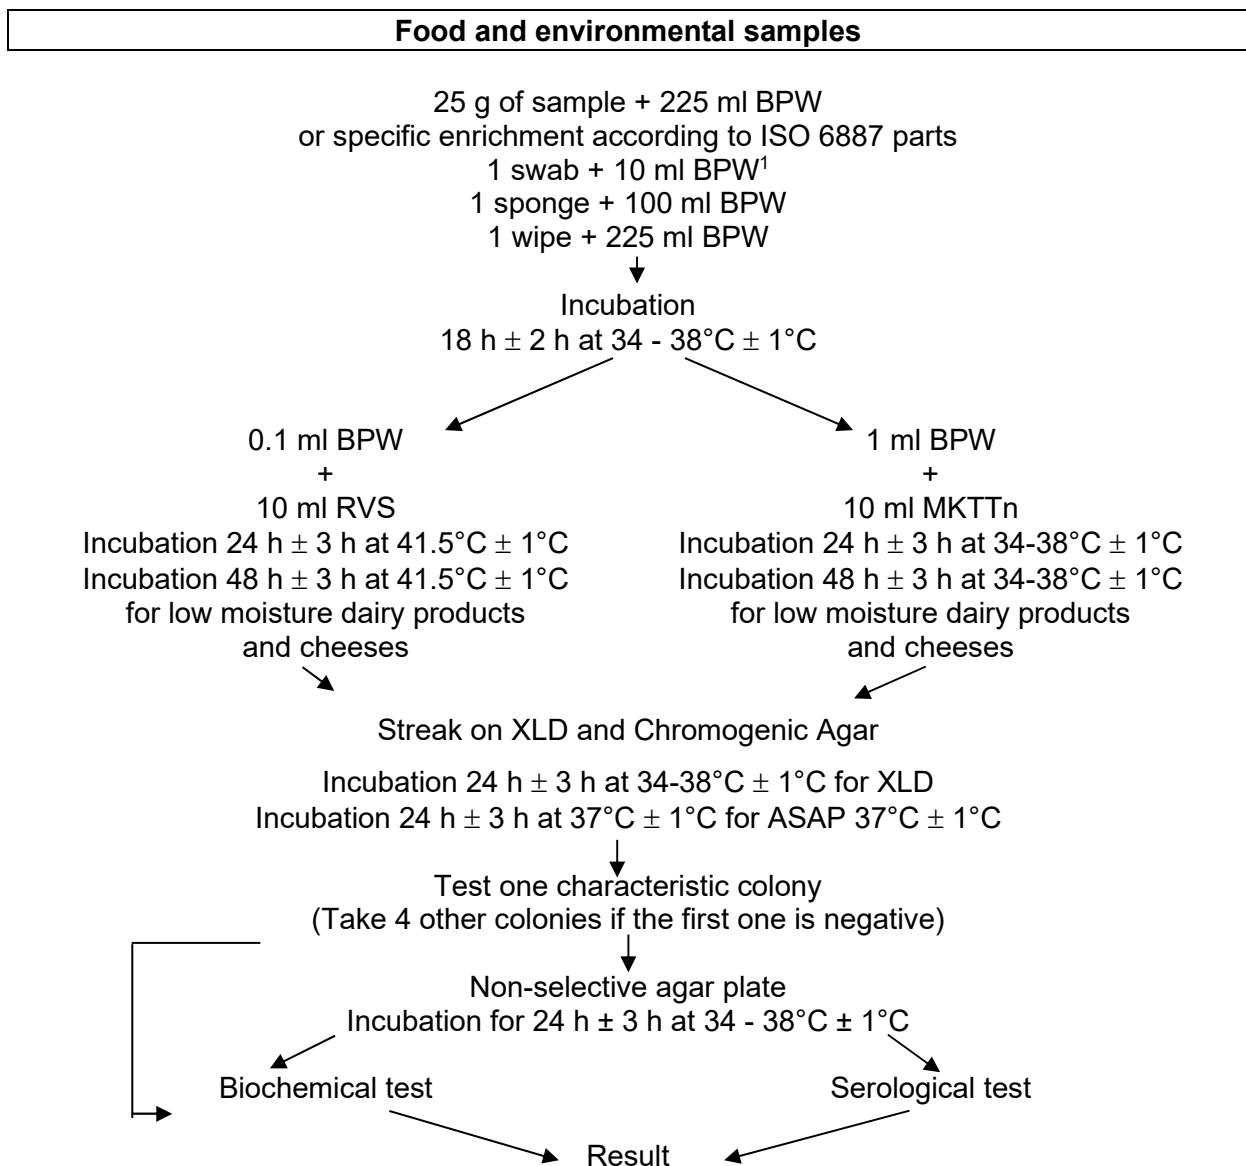 Food and environmental samples
25 g of sample + 225 ml BPW
or specific enrichment according to ISO 6887 parts
1 swab + 10 ml BPW¹
1 sponge + 100 ml BPW
1 wipe + 225 ml BPW
Incubation
18 h ± 2 h at 34 - 38°C ± 1°C
0.1 ml BPW
+
10 ml RVS
Incubation 24 h ± 3 h at 41.5°C ± 1°C
Incubation 48 h ± 3 h at 41.5°C ± 1°C
for low moisture dairy products
and cheeses
1 ml BPW
+
10 ml MKTTn
Incubation 24 h ± 3 h at 34-38°C ± 1°C
Incubation 48 h ± 3 h at 34-38°C ± 1°C
for low moisture dairy products
and cheeses
Streak on XLD and Chromogenic Agar
Incubation 24 h ± 3 h at 34-38°C ± 1°C for XLD
Incubation 24 h ± 3 h at 37°C ± 1°C for ASAP 37°C ± 1°C
Test one characteristic colony
(Take 4 other colonies if the first one is negative)
Non-selective agar plate
Incubation for 24 h ± 3 h at 34 - 38°C ± 1°C
Biochemical test
Serological test
Result